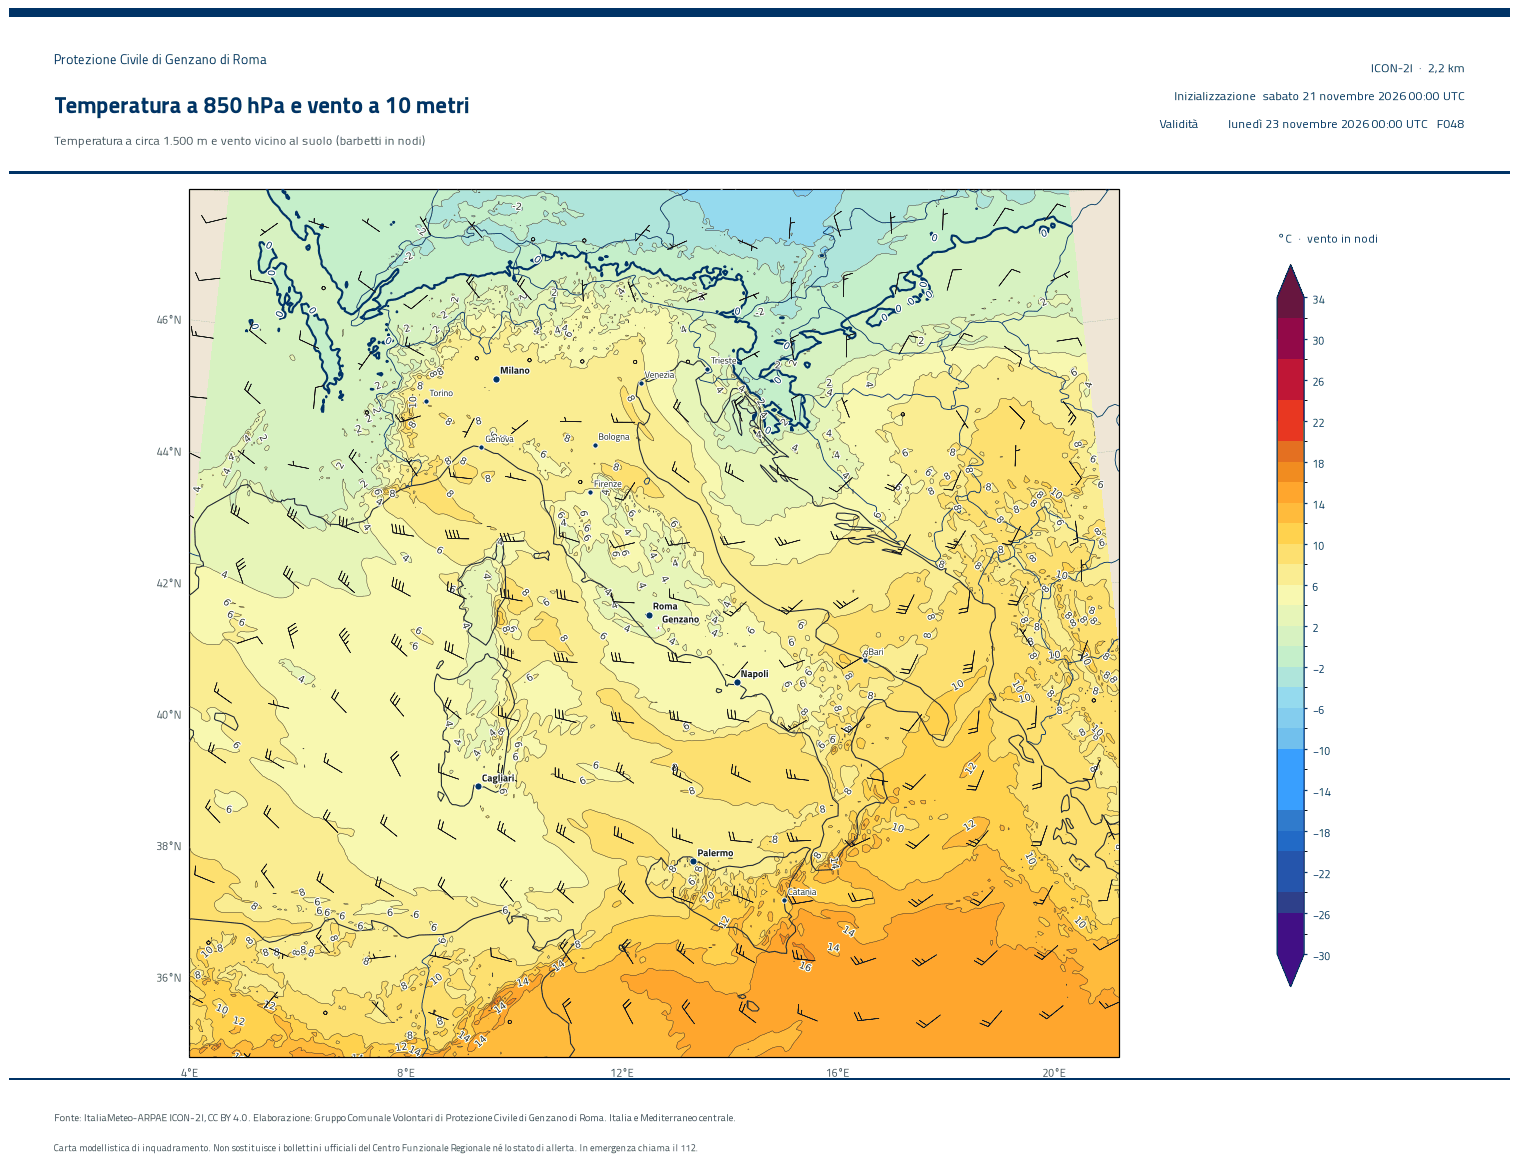 Protezione Civile di Genzano di Roma
Temperatura a 850 hPa e vento a 10 metri
Temperatura a circa 1.500 m e vento vicino al suolo (barbetti in nodi)
ICON-2I · 2,2 km
Inizializzazione sabato 21 novembre 2026 00:00 UTC
Validità lunedì 23 novembre 2026 00:00 UTC F048
°C · vento in nodi
34
30
26
22
18
14
10
6
2
−2
−6
−10
−14
−18
−22
−26
−30
46°N
44°N
42°N
40°N
38°N
36°N
4°E
8°E
12°E
16°E
20°E
Trieste
Milano
Venezia
Torino
Genova
Bologna
Firenze
Roma
Genzano
Bari
Napoli
Cagliari
Palermo
Catania
Fonte: ItaliaMeteo-ARPAE ICON-2I, CC BY 4.0. Elaborazione: Gruppo Comunale Volontari di Protezione Civile di Genzano di Roma. Italia e Mediterraneo centrale.
Carta modellistica di inquadramento. Non sostituisce i bollettini ufficiali del Centro Funzionale Regionale né lo stato di allerta. In emergenza chiama il 112.